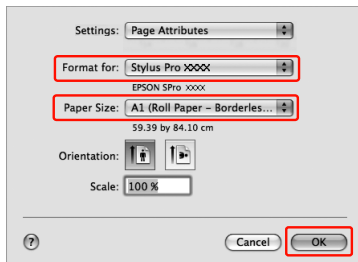 Settings: Page Attributes
Format for: Stylus Pro XXXX
EPSON SPro XXXX
Paper Size: A1 (Roll Paper – Borderles...
59.39 by 84.10 cm
Orientation:
Scale: 100 %
? Cancel OK